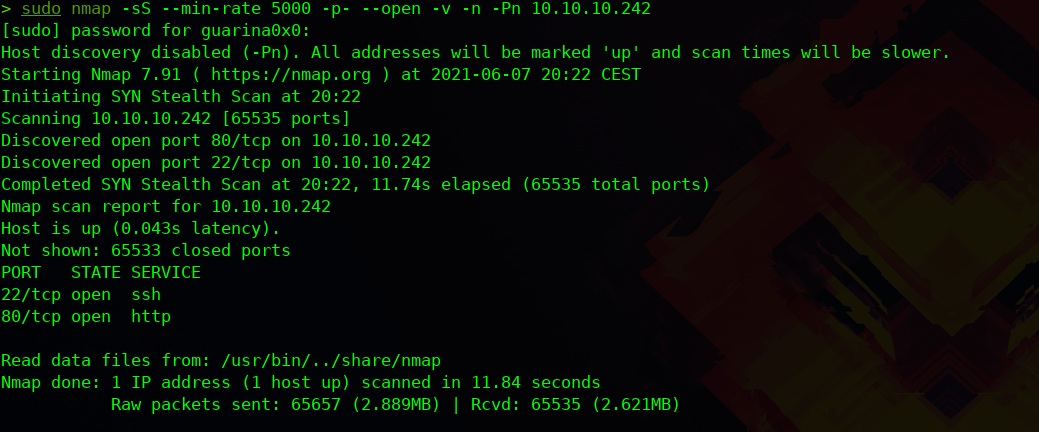 > sudo nmap -sS --min-rate 5000 -p- --open -v -n -Pn 10.10.10.242
[sudo] password for guarina0x0:
Host discovery disabled (-Pn). All addresses will be marked 'up' and scan times will be slower.
Starting Nmap 7.91 ( https://nmap.org ) at 2021-06-07 20:22 CEST
Initiating SYN Stealth Scan at 20:22
Scanning 10.10.10.242 [65535 ports]
Discovered open port 80/tcp on 10.10.10.242
Discovered open port 22/tcp on 10.10.10.242
Completed SYN Stealth Scan at 20:22, 11.74s elapsed (65535 total ports)
Nmap scan report for 10.10.10.242
Host is up (0.043s latency).
Not shown: 65533 closed ports
PORT   STATE SERVICE
22/tcp open  ssh
80/tcp open  http
Read data files from: /usr/bin/../share/nmap
Nmap done: 1 IP address (1 host up) scanned in 11.84 seconds
           Raw packets sent: 65657 (2.889MB) | Rcvd: 65535 (2.621MB)